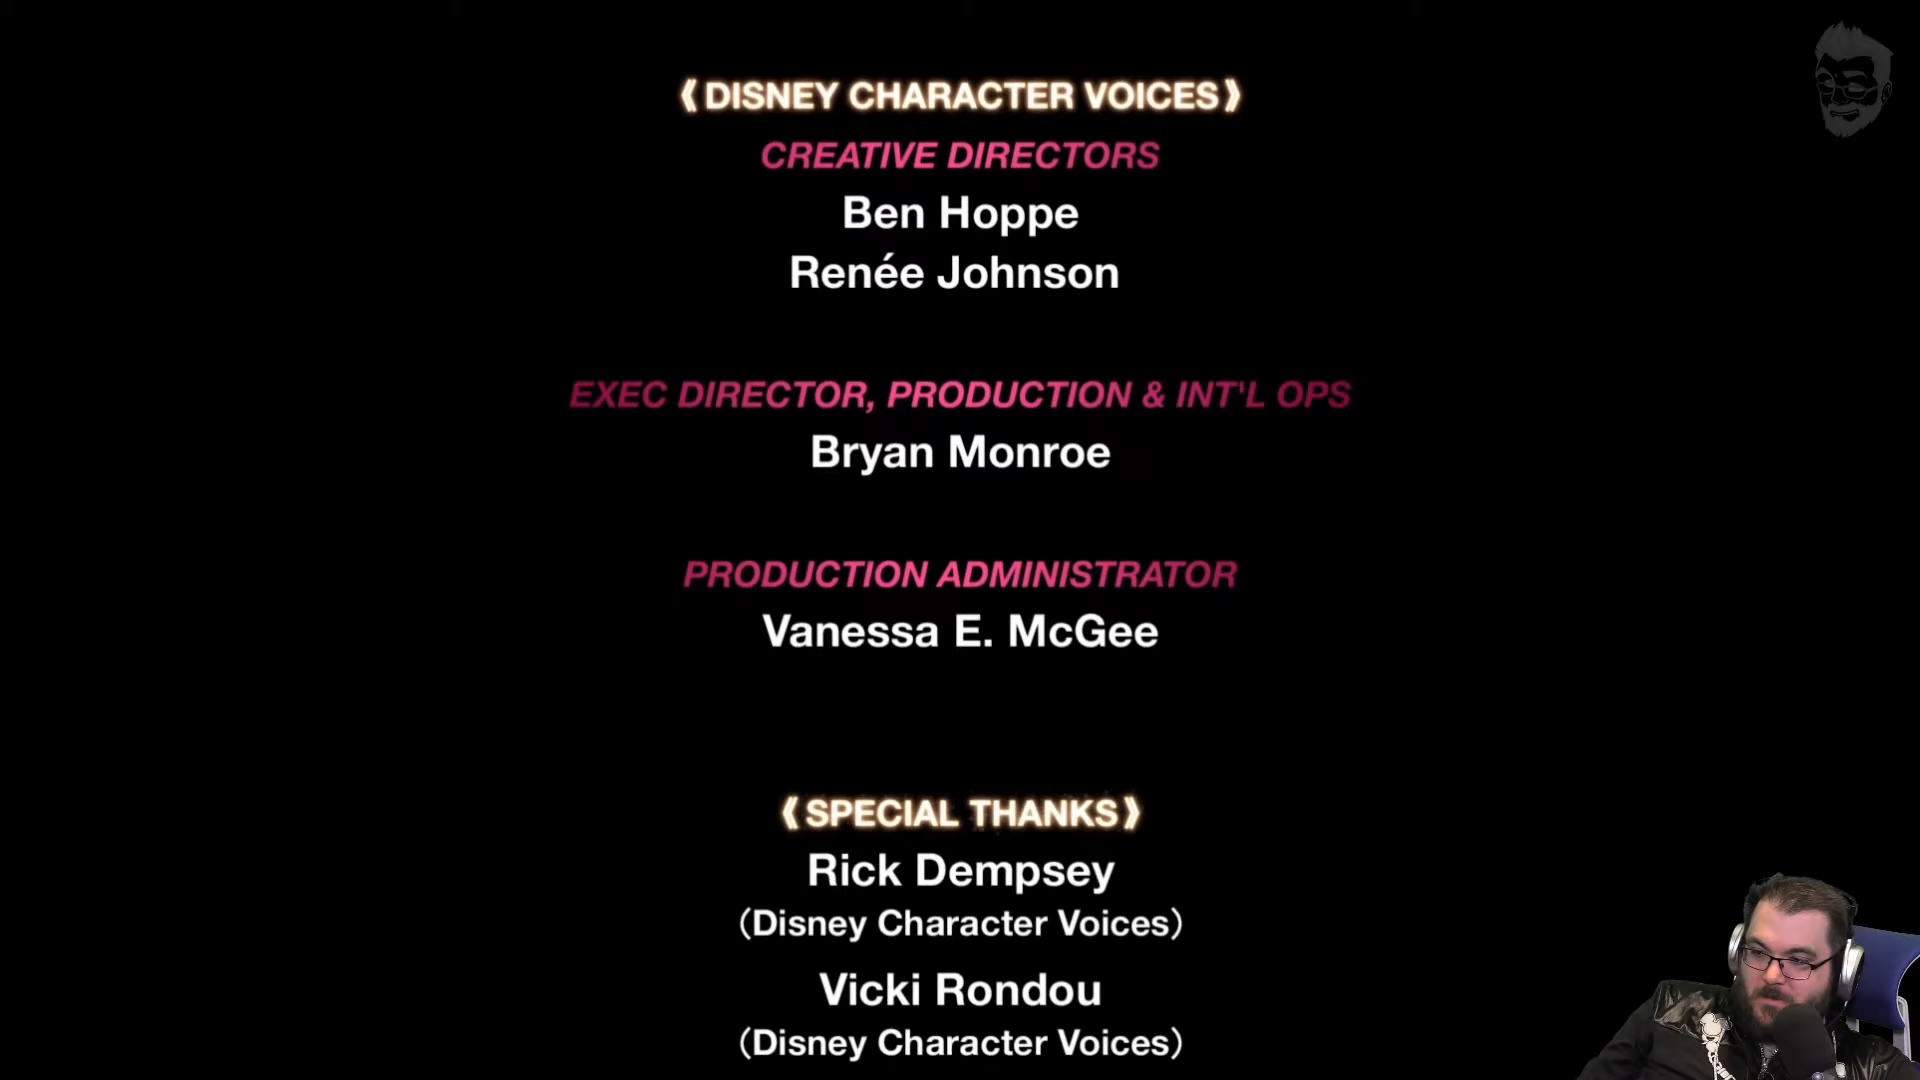 《DISNEY CHARACTER VOICES》
CREATIVE DIRECTORS
Ben Hoppe
Renée Johnson
EXEC DIRECTOR, PRODUCTION & INT'L OPS
Bryan Monroe
PRODUCTION ADMINISTRATOR
Vanessa E. McGee
《SPECIAL THANKS》
Rick Dempsey
(Disney Character Voices)
Vicki Rondou
(Disney Character Voices)